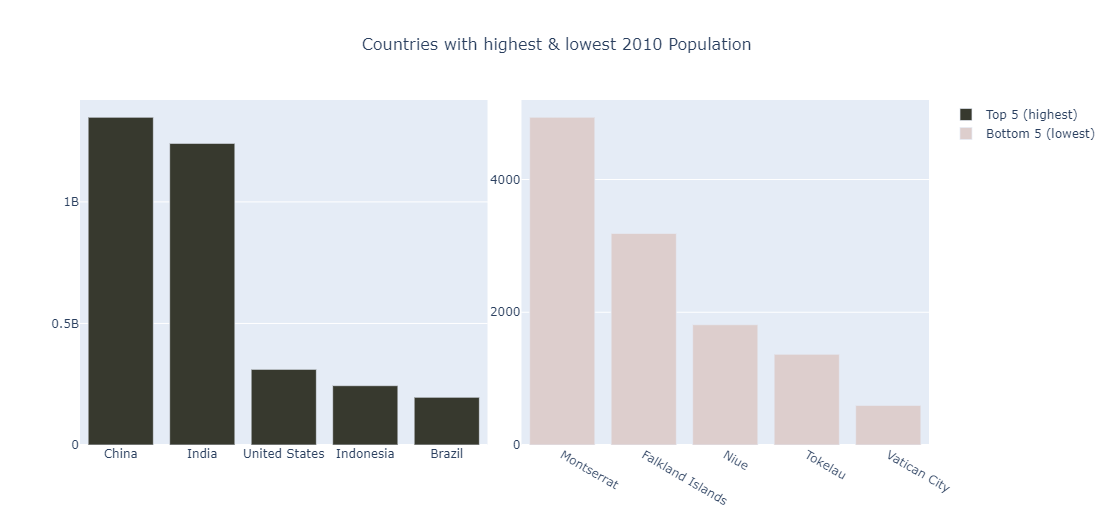 Countries with highest & lowest 2010 Population
1B
0.5B
0
China
India
United States
Indonesia
Brazil
4000
2000
0
Montserrat
Falkland Islands
Niue
Tokelau
Vatican City
Top 5 (highest)
Bottom 5 (lowest)